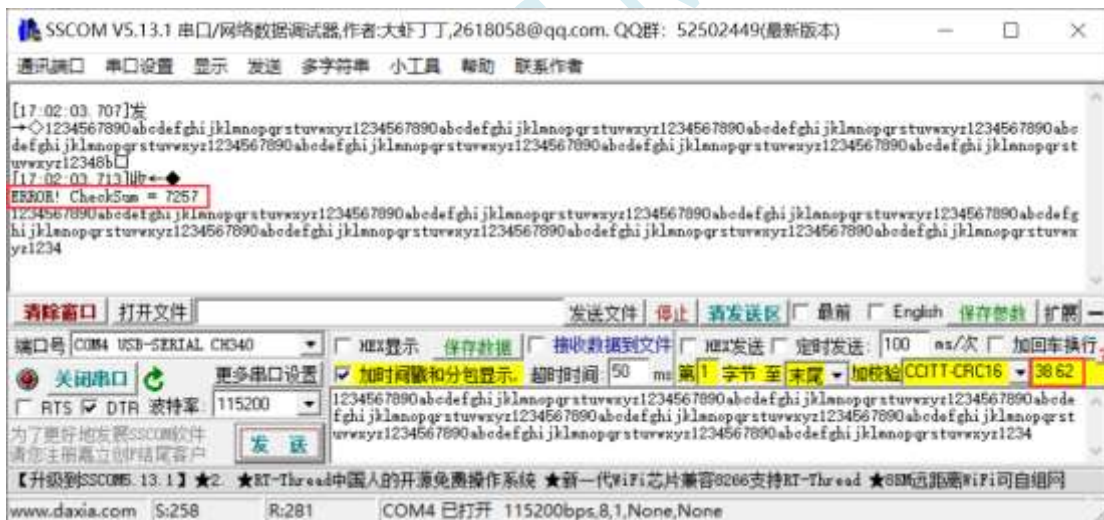 SSCOM V5.13.1 串口/网络数据调试器,作者:大虾丁丁,2618058@qq.com. QQ群: 52502449(最新版本)
通讯端口 串口设置 显示 发送 多字符串 小工具 帮助 联系作者
[17:02:03.707]发
→◇1234567890abcdefghijklmnopqrstuvwxyz1234567890abcdefghijklmnopqrstuvwxyz1234567890abcdefghijklmnopqrstuvwxyz1234567890abc
defghijklmnopqrstuvwxyz1234567890abcdefghijklmnopqrstuvwxyz1234567890abcdefghijklmnopqrstuvwxyz1234567890abcdefghijklmnopqrst
uvwxyz12348b□
[17:02:03.713]收←◆
ERROR! CheckSum = 7257
1234567890abcdefghijklmnopqrstuvwxyz1234567890abcdefghijklmnopqrstuvwxyz1234567890abcdefghijklmnopqrstuvwxyz1234567890abcdefg
hijklmnopqrstuvwxyz1234567890abcdefghijklmnopqrstuvwxyz1234567890abcdefghijklmnopqrstuvwxyz1234567890abcdefghijklmnopqrstuvwx
yz1234
清除窗口 打开文件 发送文件 停止 清发送区 最前 English 保存参数 扩展 —
端口号 COM4 USB-SERIAL CH340 HEX显示 保存数据 接收数据到文件 HEX发送 定时发送: 100 ms/次 加回车换行
关闭串口 更多串口设置 加时间戳和分包显示, 超时时间: 50 ms 第 1 字节 至 末尾 加校验 CCITT-CRC16 38 62
RTS DTR 波特率: 115200 1234567890abcdefghijklmnopqrstuvwxyz1234567890abcdefghijklmnopqrstuvwxyz1234567890abcde
fghijklmnopqrstuvwxyz1234567890abcdefghijklmnopqrstuvwxyz1234567890abcdefghijklmnopqrst
为了更好地发展SSCOM软件 uvwxyz1234567890abcdefghijklmnopqrstuvwxyz1234567890abcdefghijklmnopqrstuvwxyz1234
请您注册嘉立创F结尾客户 发 送
【升级到SSCOM5.13.1】★2. ★RT-Thread中国人的开源免费操作系统 ★新一代WiFi芯片兼容8266支持RT-Thread ★8KM远距离WiFi可自组网
www.daxia.com S:258 R:281 COM4 已打开 115200bps,8,1,None,None